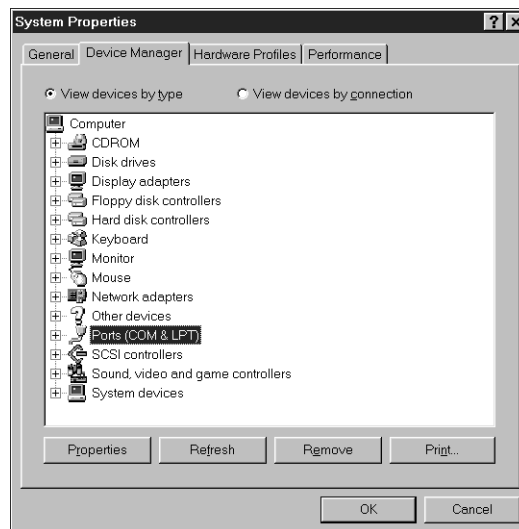 System Properties
General Device Manager Hardware Profiles Performance
View devices by type View devices by connection
Computer
CDROM
Disk drives
Display adapters
Floppy disk controllers
Hard disk controllers
Keyboard
Monitor
Mouse
Network adapters
Other devices
Ports (COM & LPT)
SCSI controllers
Sound, video and game controllers
System devices
Properties Refresh Remove Print...
OK Cancel